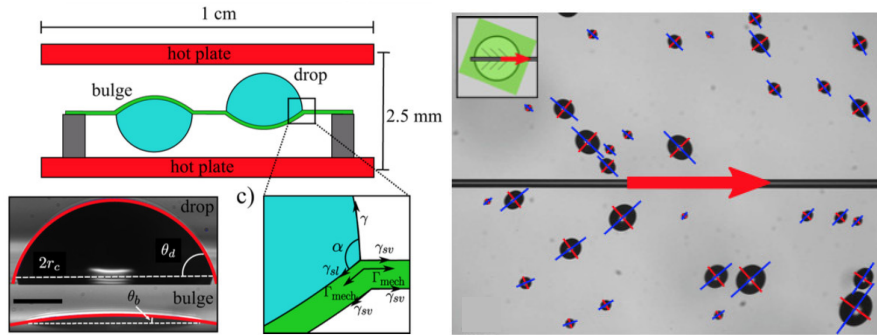 1 cm
hot plate
drop
bulge
2.5 mm
hot plate
c)
drop
2r_c
θ_d
θ_b
bulge
γ
α
γ_sv
γ_sl
Γ_mech
Γ_mech
γ_sv
γ_sv